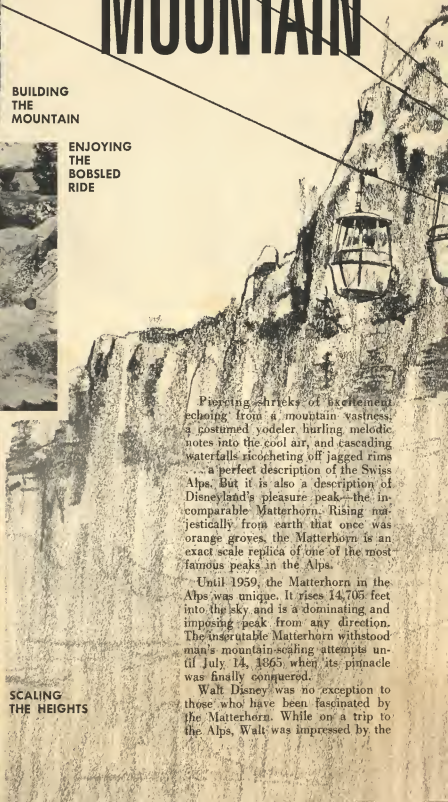 MOUNTAIN
BUILDING
THE
MOUNTAIN
ENJOYING
THE
BOBSLED
RIDE
Piercing shrieks of excitement
echoing from a mountain vastness,
a costumed yodeler hurling melodic
notes into the cool air, and cascading
waterfalls ricocheting off jagged rims
. . . a perfect description of the Swiss
Alps. But it is also a description of
Disneyland's pleasure peak—the in-
comparable Matterhorn. Rising ma-
jestically from earth that once was
orange groves, the Matterhorn is an
exact scale replica of one of the most
famous peaks in the Alps.
Until 1959, the Matterhorn in the
Alps was unique. It rises 14,705 feet
into the sky and is a dominating and
imposing peak from any direction.
The inscrutable Matterhorn withstood
man's mountain-scaling attempts un-
til July 14, 1865 when its pinnacle
was finally conquered.
Walt Disney was no exception to
those who have been fascinated by
the Matterhorn. While on a trip to
the Alps, Walt was impressed by the
SCALING
THE HEIGHTS